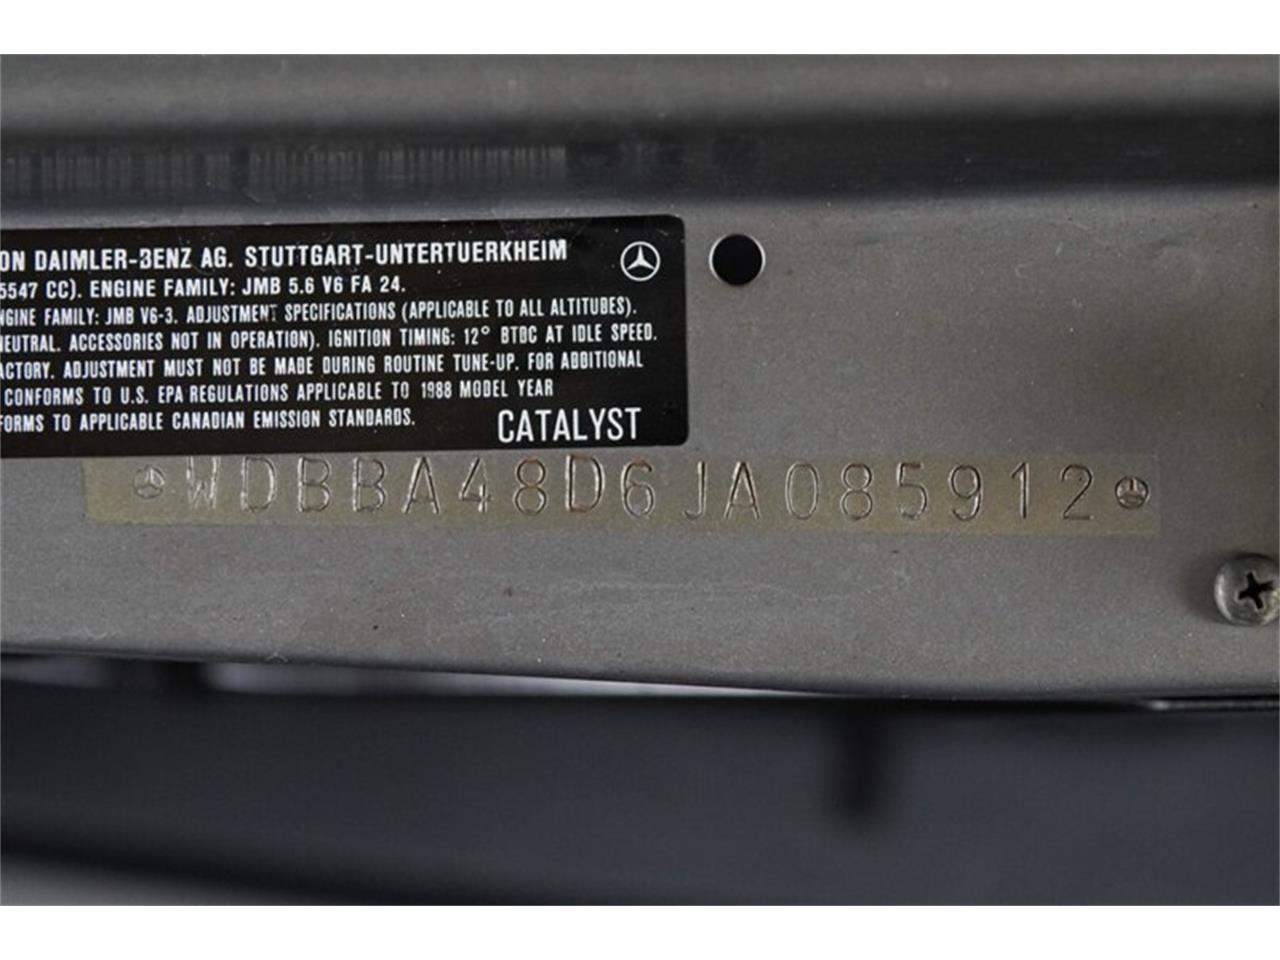 ON DAIMLER-BENZ AG. STUTTGART-UNTERTUERKHEIM
5547 CC). ENGINE FAMILY: JMB 5.6 V6 FA 24.
NGINE FAMILY: JMB V6-3. ADJUSTMENT SPECIFICATIONS (APPLICABLE TO ALL ALTITUDES).
NEUTRAL. ACCESSORIES NOT IN OPERATION). IGNITION TIMING: 12° BTDC AT IDLE SPEED.
ACTORY. ADJUSTMENT MUST NOT BE MADE DURING ROUTINE TUNE-UP. FOR ADDITIONAL
CONFORMS TO U.S. EPA REGULATIONS APPLICABLE TO 1988 MODEL YEAR
FORMS TO APPLICABLE CANADIAN EMISSION STANDARDS.
CATALYST
WDBBA48D6JA085912